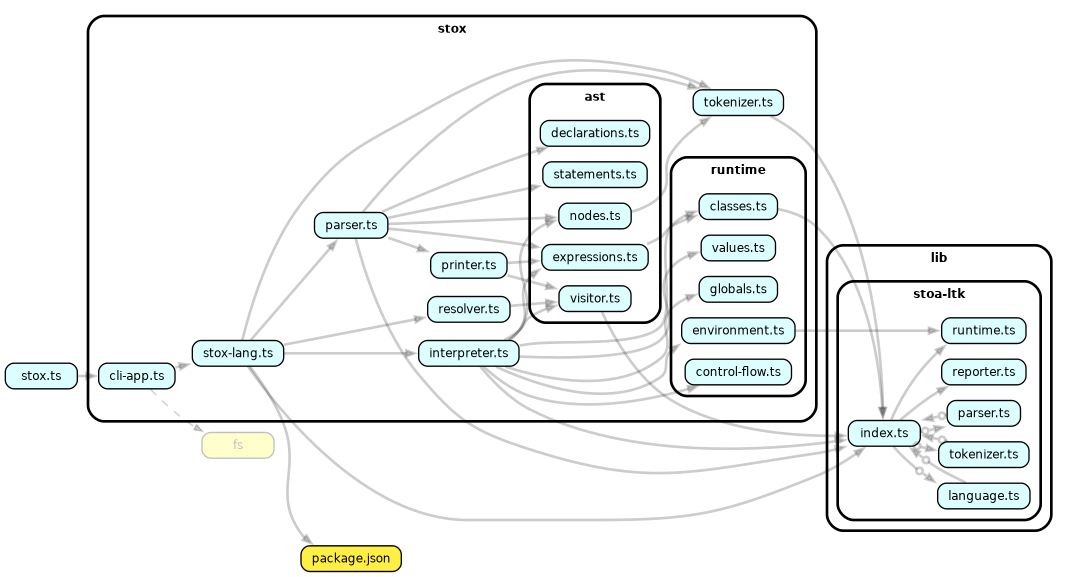 stox
ast
declarations.ts
statements.ts
nodes.ts
expressions.ts
visitor.ts
tokenizer.ts
runtime
classes.ts
values.ts
globals.ts
environment.ts
control-flow.ts
parser.ts
printer.ts
resolver.ts
interpreter.ts
stox-lang.ts
cli-app.ts
stox.ts
fs
package.json
lib
stoa-ltk
runtime.ts
reporter.ts
parser.ts
index.ts
tokenizer.ts
language.ts